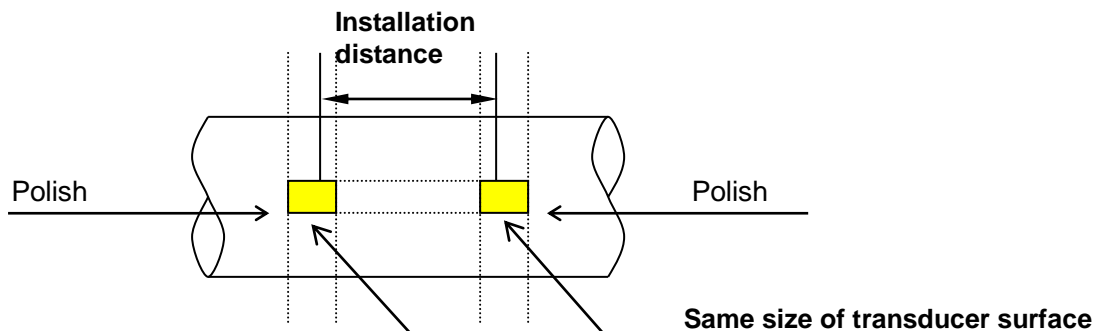 Installation
distance
Polish
Polish
Same size of transducer surface